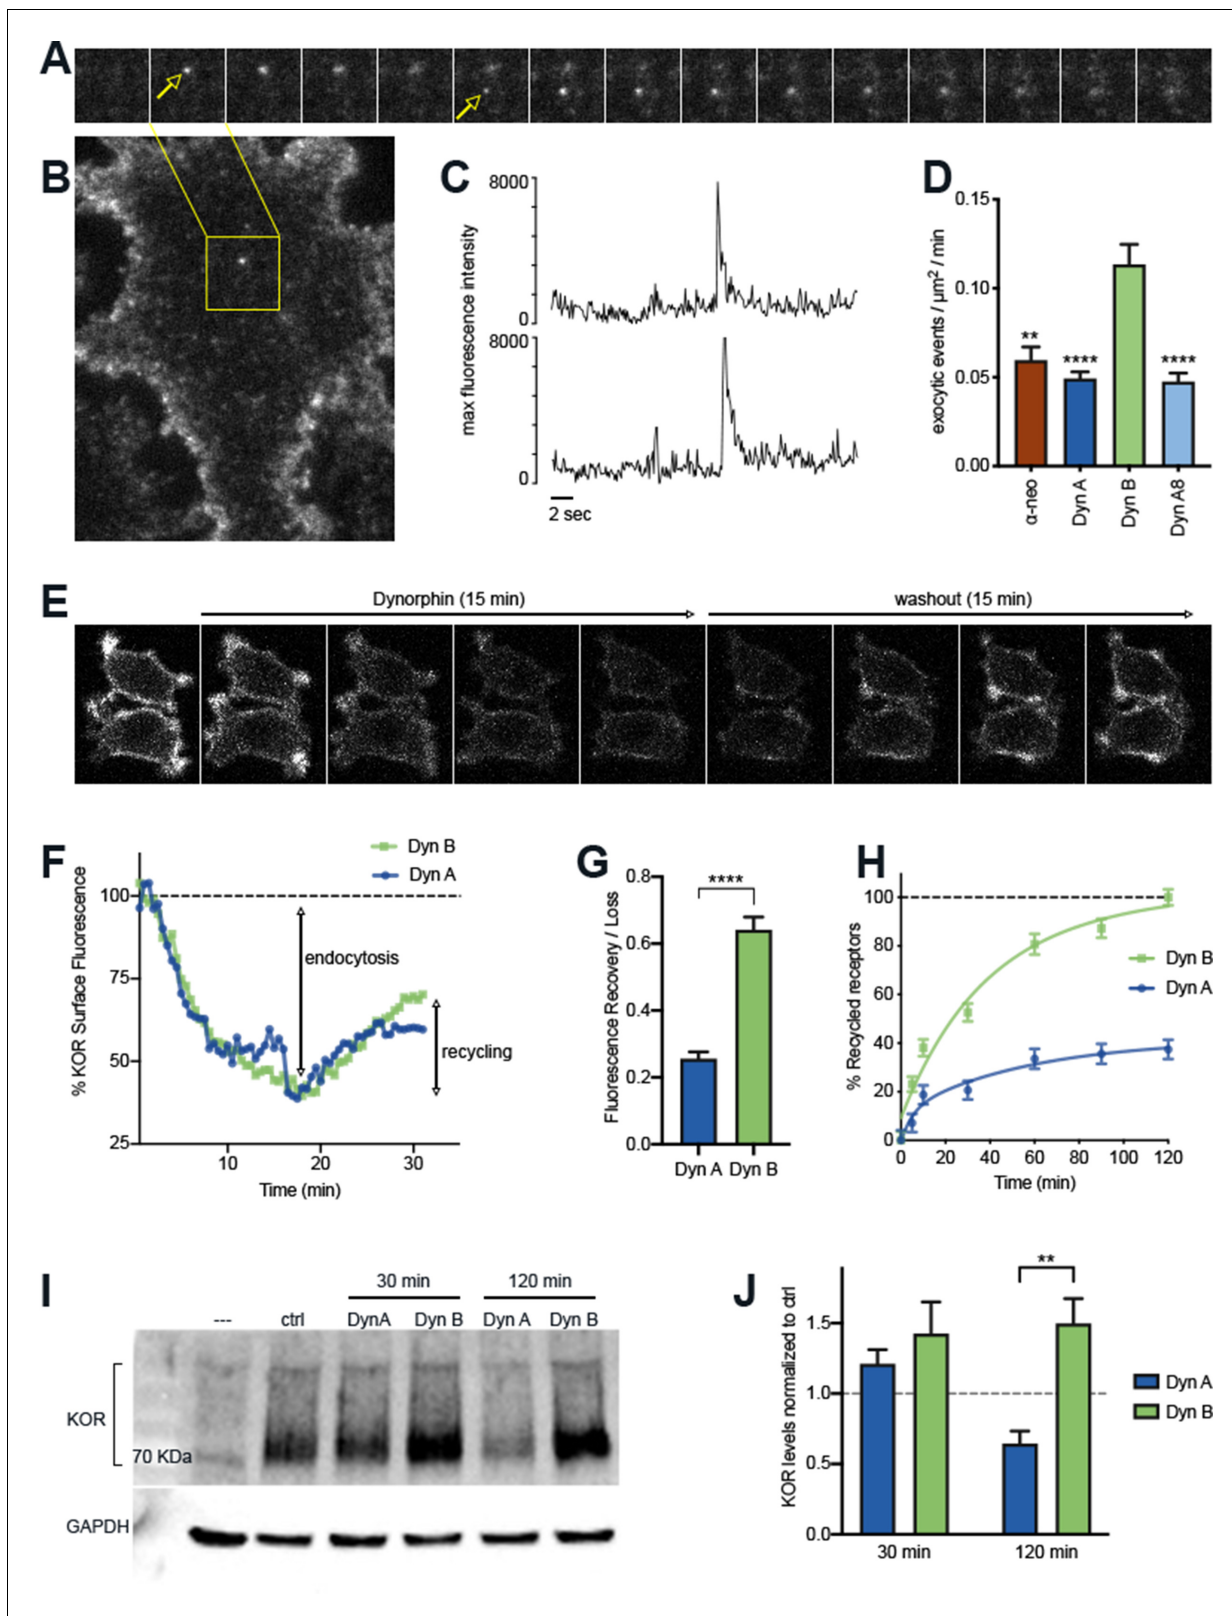 A
B
C
8000
0
8000
0
max fluorescence intensity
2 sec
D
0.15
0.10
0.05
0.00
exocytic events / µm² / min
**
****
****
α-neo
Dyn A
Dyn B
Dyn A8
E
Dynorphin (15 min)
washout (15 min)
F
Dyn B
Dyn A
100
75
50
25
% KOR Surface Fluorescence
endocytosis
recycling
10
20
30
Time (min)
G
****
0.8
0.6
0.4
0.2
0.0
Fluorescence Recovery / Loss
Dyn A
Dyn B
H
100
80
60
40
20
0
% Recycled receptors
Dyn B
Dyn A
0
20
40
60
80
100
120
Time (min)
I
30 min
120 min
---
ctrl
DynA
Dyn B
Dyn A
Dyn B
KOR
70 KDa
GAPDH
J
**
1.5
1.0
0.5
0.0
KOR levels normalized to ctrl
Dyn A
Dyn B
30 min
120 min